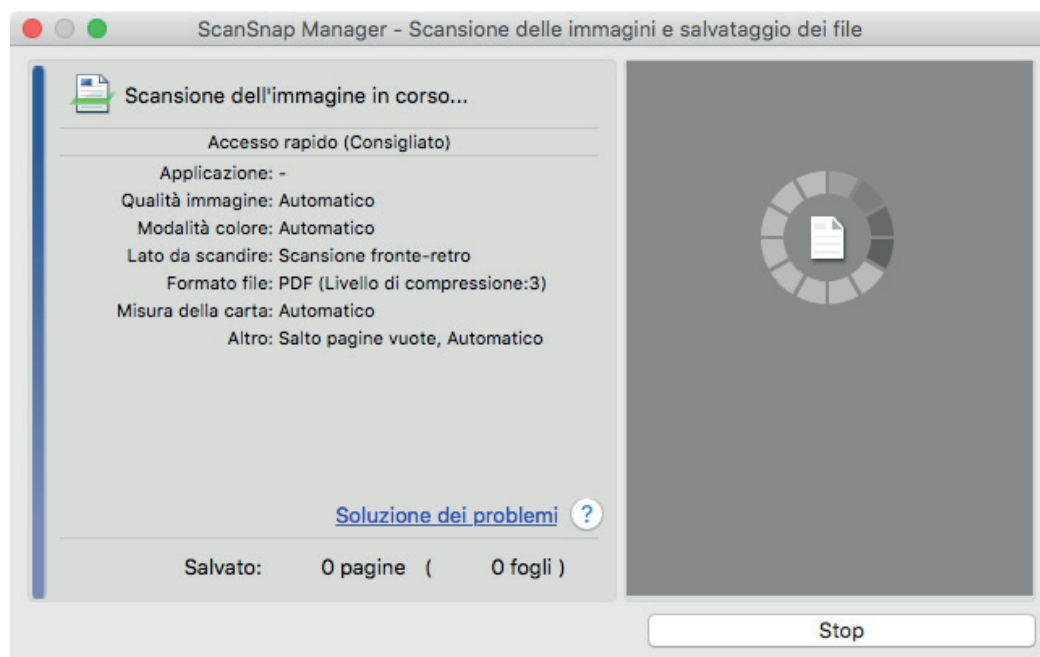 ScanSnap Manager - Scansione delle immagini e salvataggio dei file
Scansione dell'immagine in corso...
Accesso rapido (Consigliato)
Applicazione: -
Qualità immagine: Automatico
Modalità colore: Automatico
Lato da scandire: Scansione fronte-retro
Formato file: PDF (Livello di compressione:3)
Misura della carta: Automatico
Altro: Salto pagine vuote, Automatico
Soluzione dei problemi ?
Salvato: 0 pagine ( 0 fogli )
Stop